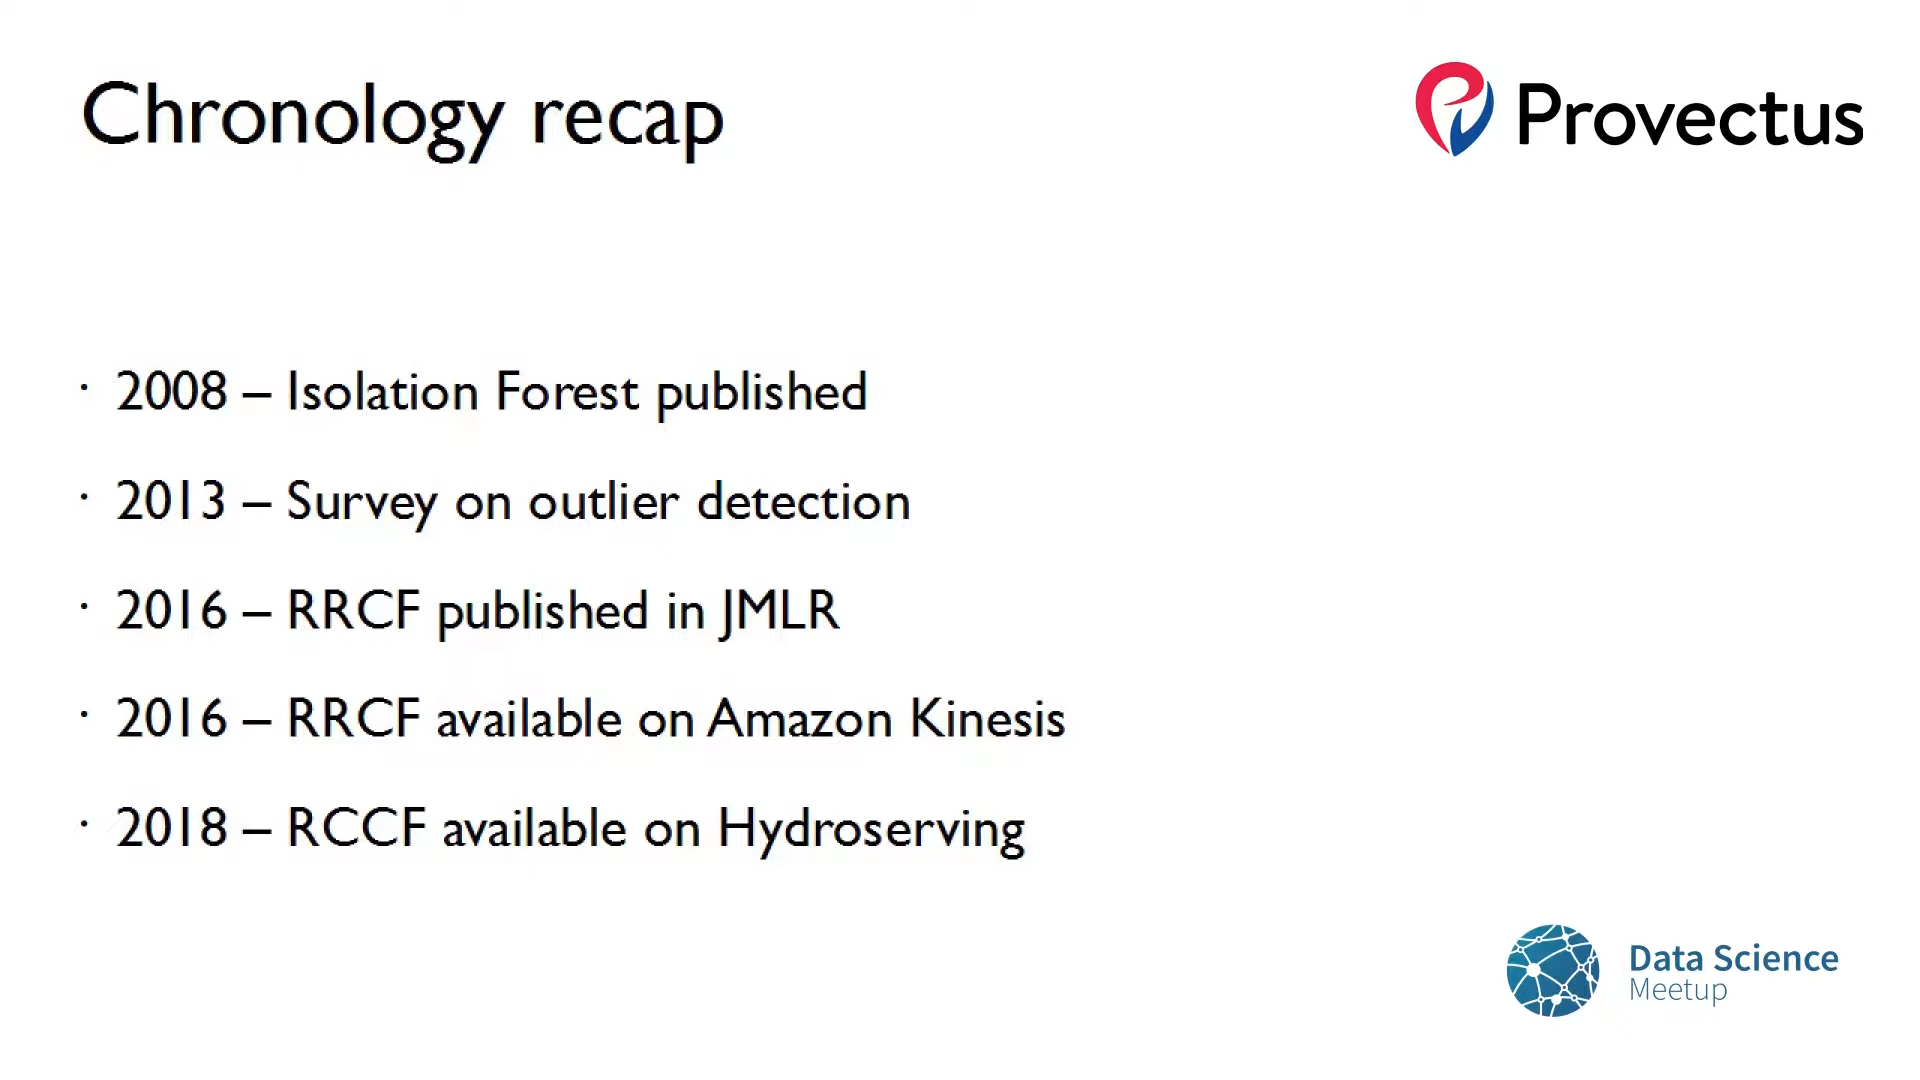 Chronology recap
Provectus
· 2008 – Isolation Forest published
· 2013 – Survey on outlier detection
· 2016 – RRCF published in JMLR
· 2016 – RRCF available on Amazon Kinesis
· 2018 – RCCF available on Hydroserving
Data Science
Meetup